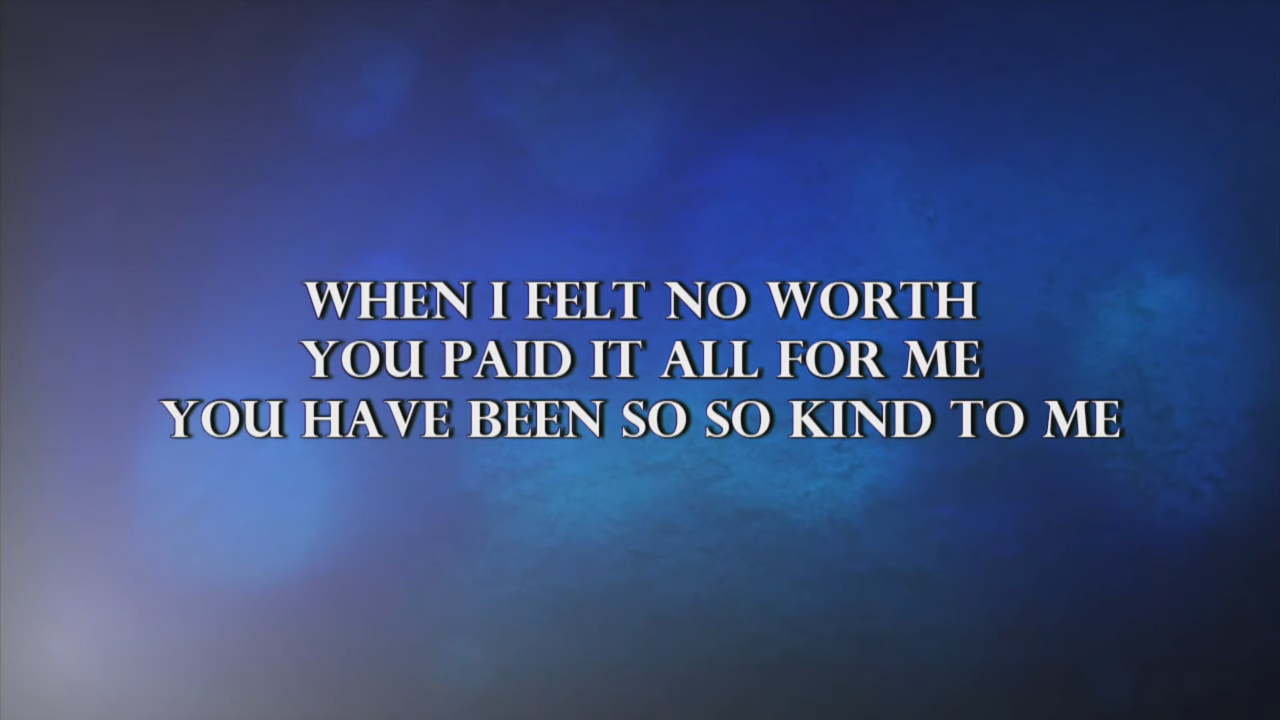 WHEN I FELT NO WORTH
YOU PAID IT ALL FOR ME
YOU HAVE BEEN SO SO KIND TO ME